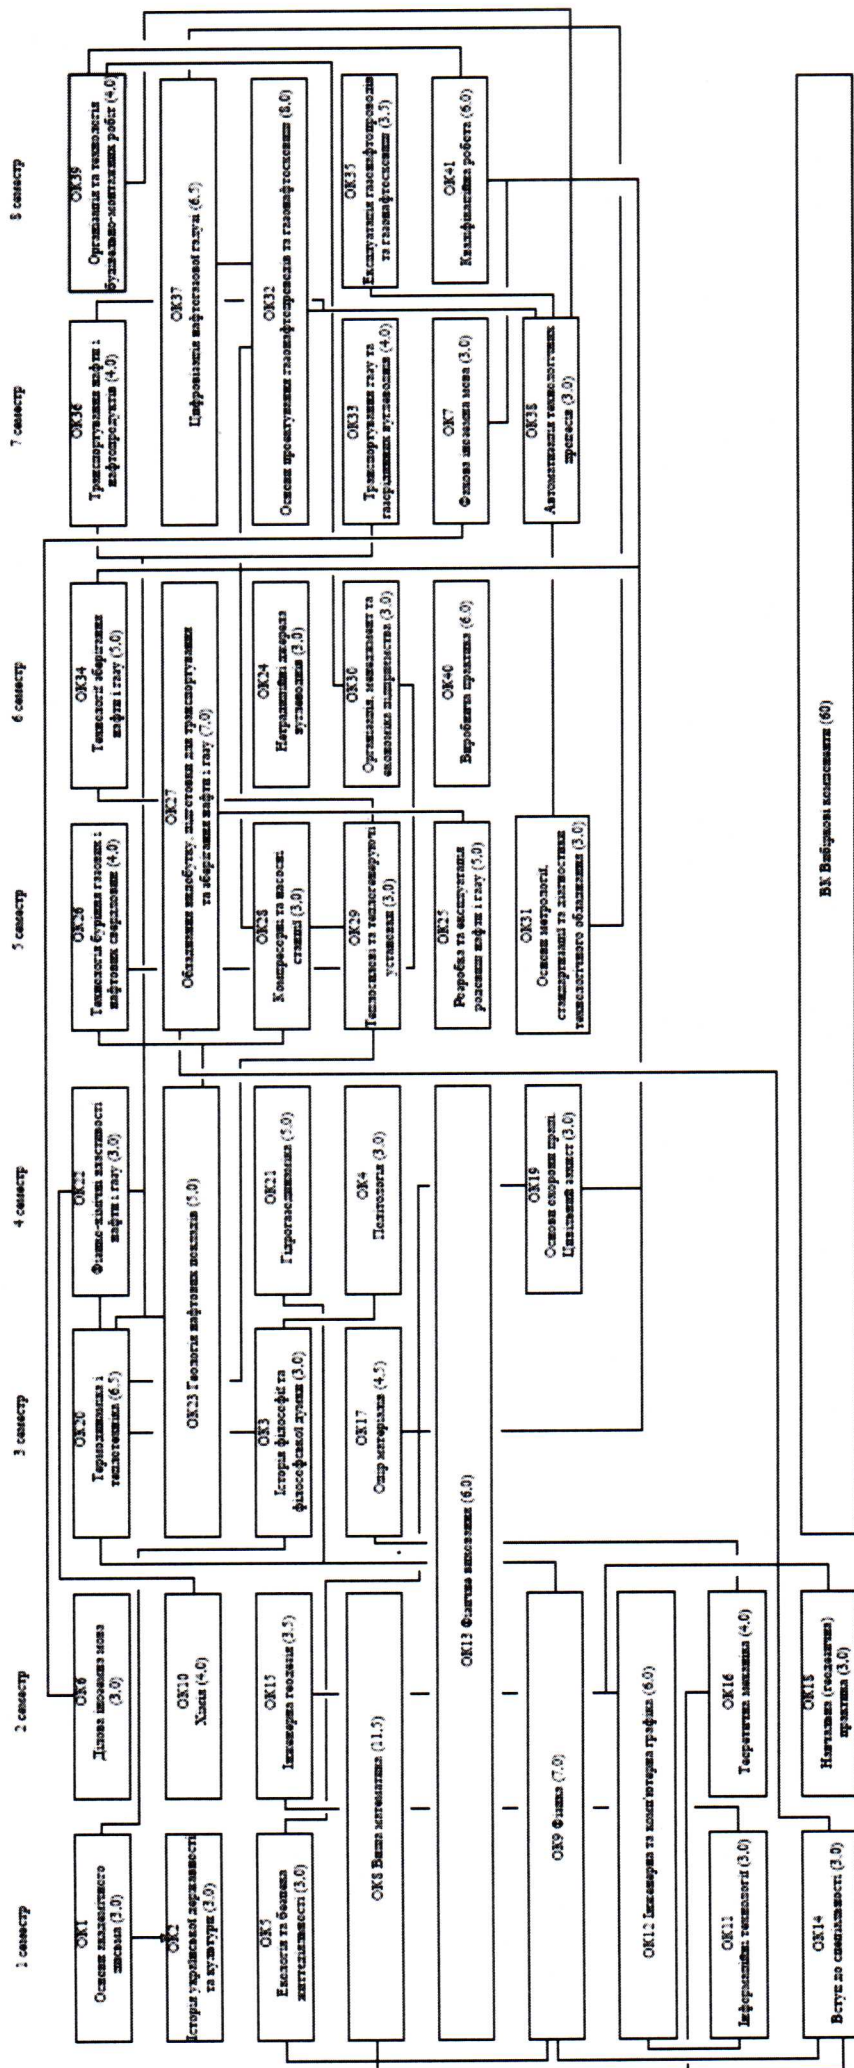 1 семестр
2 семестр
3 семестр
4 семестр
5 семестр
6 семестр
7 семестр
8 семестр
ОК1
Основи академічного
письма (3.0)
ОК2
Історія української державності
та культури (3.0)
ОК5
Екологія та безпека
життєдіяльності (3.0)
ОК8 Вища математика (11.5)
ОК9 Фізика (7.0)
ОК12 Інженерна та комп'ютерна графіка (6.0)
ОК11
Інформаційні технології (3.0)
ОК14
Вступ до спеціальності (3.0)
ОК6
Ділова іноземна мова
(3.0)
ОК10
Хімія (4.0)
ОК15
Інженерна геологія (3.5)
ОК13 Фізичне виховання (6.0)
ОК16
Теоретична механіка (4.0)
ОК18
Навчальна (геодезична)
практика (3.0)
ОК20
Термодинаміка і
теплотехніка (6.5)
ОК23 Геологія нафтових покладів (5.0)
ОК3
Історія філософії та
філософської думки (3.0)
ОК17
Опір матеріалів (4.5)
ОК22
Фізико-хімічні властивості
нафти і газу (3.0)
ОК21
Гідрогазодинаміка (5.0)
ОК4
Політологія (3.0)
ОК19
Основи охорони праці.
Цивільний захист (3.0)
ОК26
Технологія буріння газових і
нафтових свердловин (4.0)
ОК27
Обладнання видобутку, підготовки для транспортування
та зберігання нафти і газу (7.0)
ОК28
Компресорні та насосні
станції (3.0)
ОК29
Теплосилові та теплогенеруючі
установки (3.0)
ОК25
Розробка та експлуатація
родовищ нафти і газу (5.0)
ОК31
Основи метрології,
стандартизації та діагностики
технологічного обладнання (3.0)
ОК34
Технології зберігання
нафти і газу (5.0)
ОК24
Нетрадиційні джерела
вуглеводнів (3.0)
ОК30
Організація, менеджмент та
економіка підприємства (3.0)
ОК40
Виробнича практика (6.0)
ОК36
Транспортування нафти і
нафтопродуктів (4.0)
ОК37
Цифровізація нафтогазової галузі (6.5)
ОК32
Основи проектування газонафтопроводів та газонафтосховищ (8.0)
ОК33
Транспортування газу та
газорідинних вуглеводнів (4.0)
ОК7
Фахова іноземна мова (3.0)
ОК38
Автоматизація технологічних
процесів (3.0)
ОК39
Організація та технологія
будівельно-монтажних робіт (4.0)
ОК35
Експлуатація газонафтопроводів
та газонафтосховищ (3.5)
ОК41
Кваліфікаційна робота (6.0)
ВК Вибіркові компоненти (60)